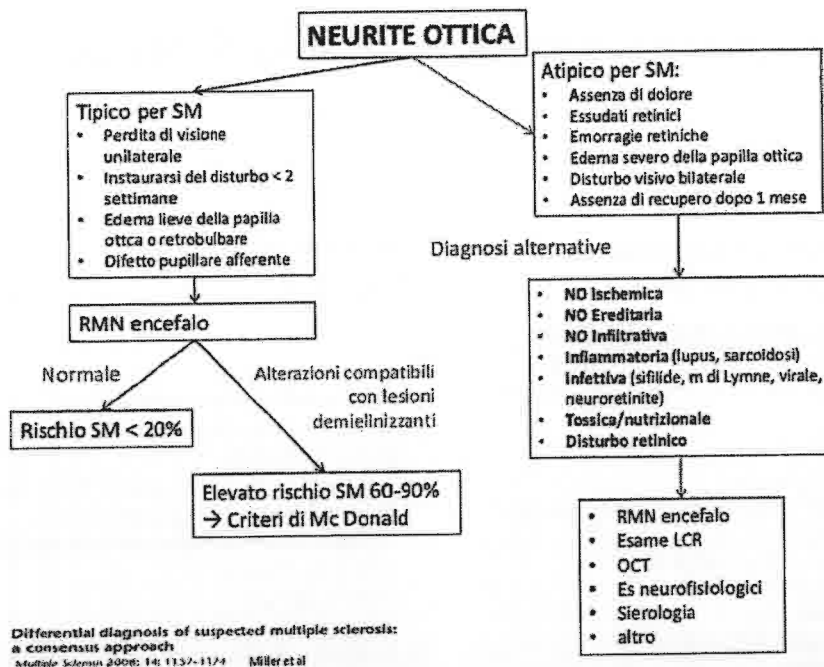 NEURITE OTTICA
Tipico per SM
• Perdita di visione
unilaterale
• Instaurarsi del disturbo < 2
settimane
• Edema lieve della papilla
ottca o retrobulbare
• Difetto pupillare afferente
RMN encefalo
Normale
Rischio SM < 20%
Alterazioni compatibili
con lesioni
demielinizzanti
Elevato rischio SM 60-90%
→ Criteri di Mc Donald
Atipico per SM:
• Assenza di dolore
• Essudati retinici
• Emorragie retiniche
• Edema severo della papilla ottica
• Disturbo visivo bilaterale
• Assenza di recupero dopo 1 mese
Diagnosi alternative
• NO Ischemica
• NO Ereditaria
• NO Infiltrativa
• Infiammatoria (lupus, sarcoidosi)
• Infettiva (sifilide, m di Lymne, virale,
neuroretinite)
• Tossica/nutrizionale
• Disturbo retinico
• RMN encefalo
• Esame LCR
• OCT
• Es neurofisiologici
• Sierologia
• altro
Differential diagnosis of suspected multiple sclerosis:
a consensus approach
Multiple Sclerosis 2008; 14: 1157-1174 Miller et al